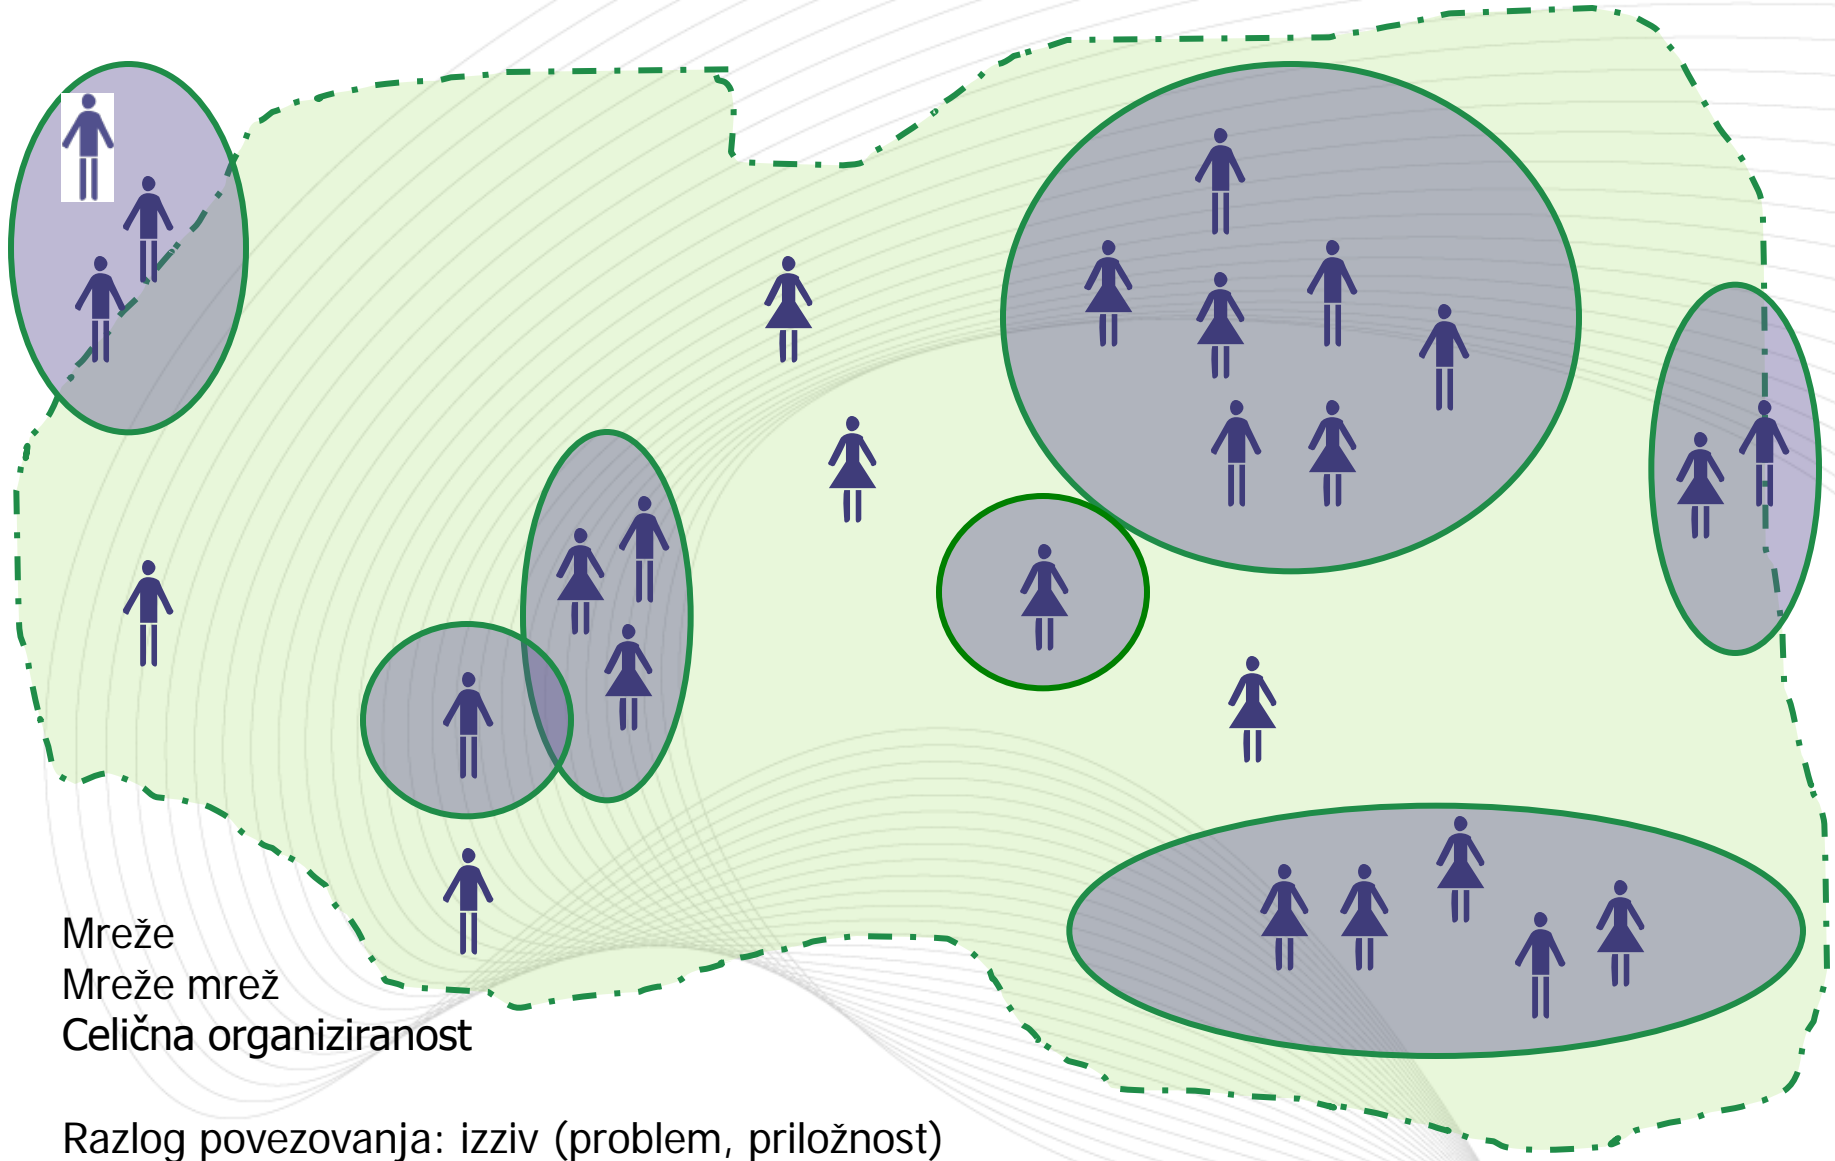 Mreže
Mreže mrež
Celična organiziranost
Razlog povezovanja: izziv (problem, priložnost)